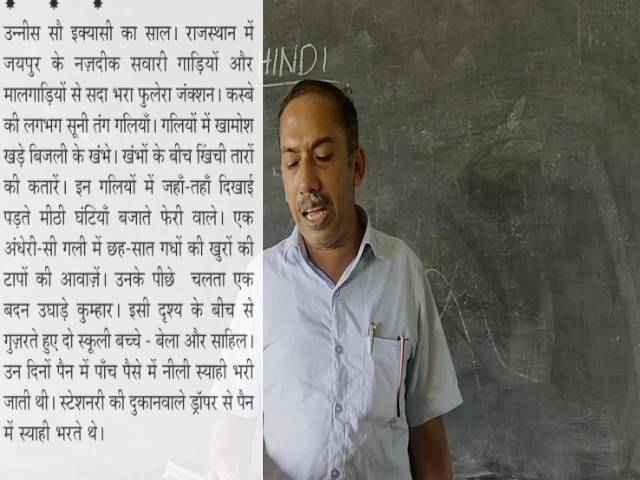 * * *
उन्नीस सौ इक्यासी का साल। राजस्थान में
जयपुर के नज़दीक सवारी गाड़ियों और
मालगाड़ियों से सदा भरा फुलेरा जंक्शन। कस्बे
की लगभग सूनी तंग गलियाँ। गलियों में खामोश
खड़े बिजली के खंभे। खंभों के बीच खिंची तारों
की कतारें। इन गलियों में जहाँ-तहाँ दिखाई
पड़ते मीठी घंटियाँ बजाते फेरी वाले। एक
अंधेरी-सी गली में छह-सात गधों की खुरों की
टापों की आवाज़ें। उनके पीछे चलता एक
बदन उघाड़े कुम्हार। इसी दृश्य के बीच से
गुज़रते हुए दो स्कूली बच्चे - बेला और साहिल।
उन दिनों पैन में पाँच पैसे में नीली स्याही भरी
जाती थी। स्टेशनरी की दुकानवाले ड्रॉपर से पैन
में स्याही भरते थे।
HINDI